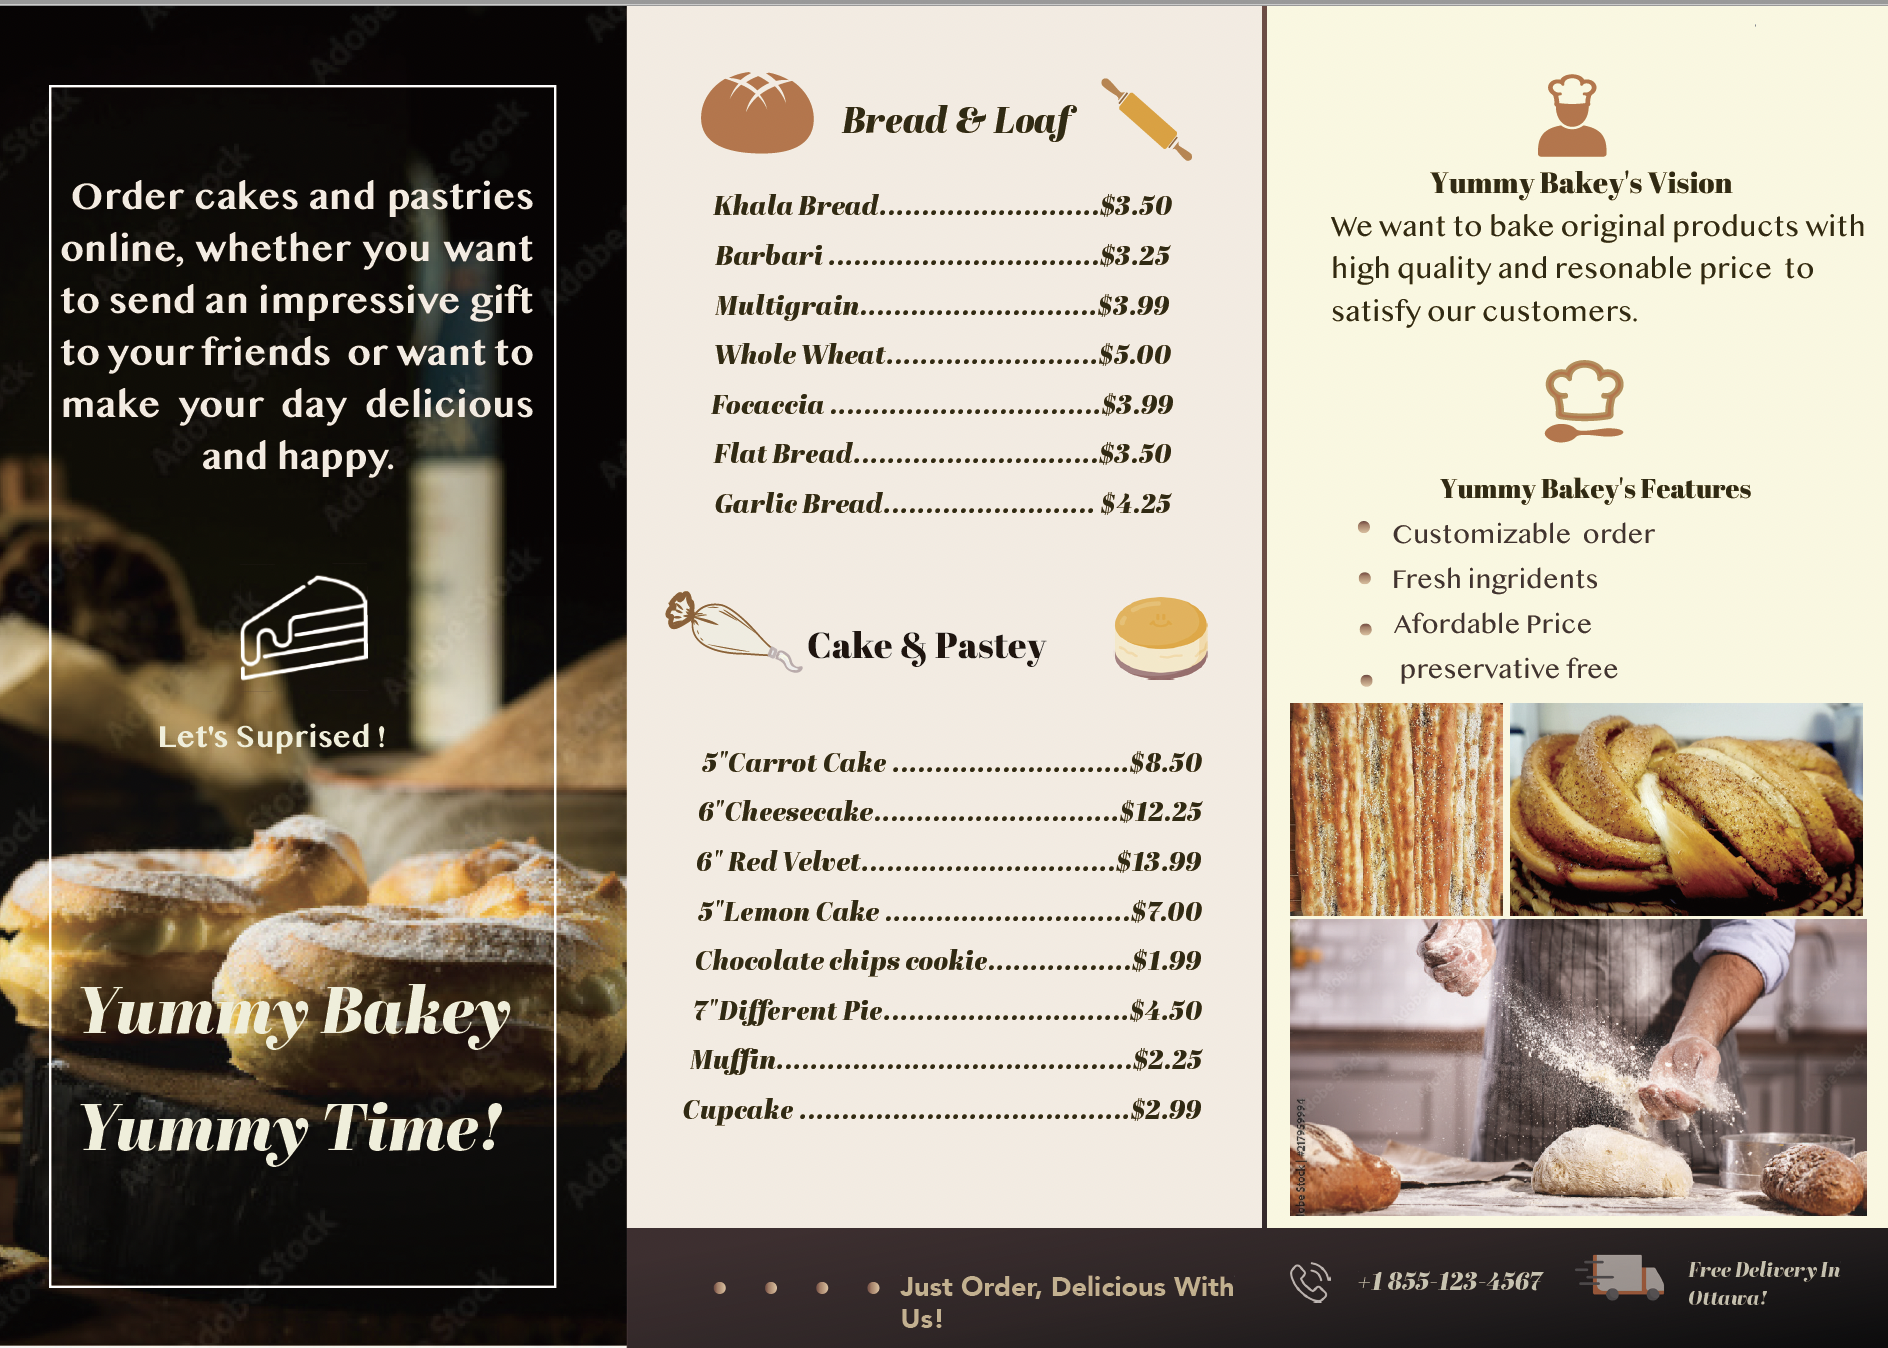 Order cakes and pastries
online, whether you want
to send an impressive gift
to your friends or want to
make your day delicious
and happy.
Let's Suprised !
Yummy Bakey
Yummy Time!
Bread & Loaf
Khala Bread..........................$3.50
Barbari ................................$3.25
Multigrain............................$3.99
Whole Wheat.........................$5.00
Focaccia ................................$3.99
Flat Bread.............................$3.50
Garlic Bread......................... $4.25
Cake & Pastey
5"Carrot Cake ............................$8.50
6"Cheesecake.............................$12.25
6" Red Velvet..............................$13.99
5"Lemon Cake .............................$7.00
Chocolate chips cookie.................$1.99
7"Different Pie.............................$4.50
Muffin..........................................$2.25
Cupcake .......................................$2.99
Yummy Bakey's Vision
We want to bake original products with
high quality and resonable price to
satisfy our customers.
Yummy Bakey's Features
Customizable order
Fresh ingridents
Afordable Price
preservative free
Adobe Stock | #217969994
Just Order, Delicious With
Us!
+1 855-123-4567
Free Delivery In
Ottawa!
Adobe Stock